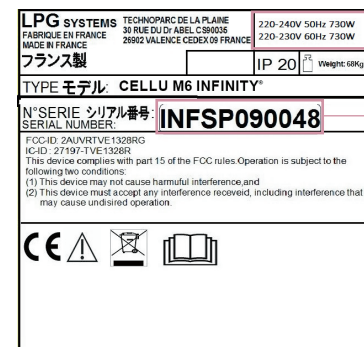 LPG SYSTEMS
FABRIQUE EN FRANCE
MADE IN FRANCE
フランス製
TECHNOPARC DE LA PLAINE
30 RUE DU Dr ABEL CS90035
26902 VALENCE CEDEX 09 FRANCE
220-240V 50Hz 730W
220-230V 60Hz 730W
IP 20
Weight: 68Kg
TYPE モデル: CELLU M6 INFINITY®
N°SERIE シリアル番号:
SERIAL NUMBER:
INFSP090048
FCC-ID: 2AUVRTVE1328RG
IC-ID : 27197-TVE1328R
This device complies with part 15 of the FCC rules.Operation is subject to the
following two conditions:
(1) This device may not cause harmuful interference,and
(2) This device must accept any interference receveid, including interference that
may cause undisired operation.
CE